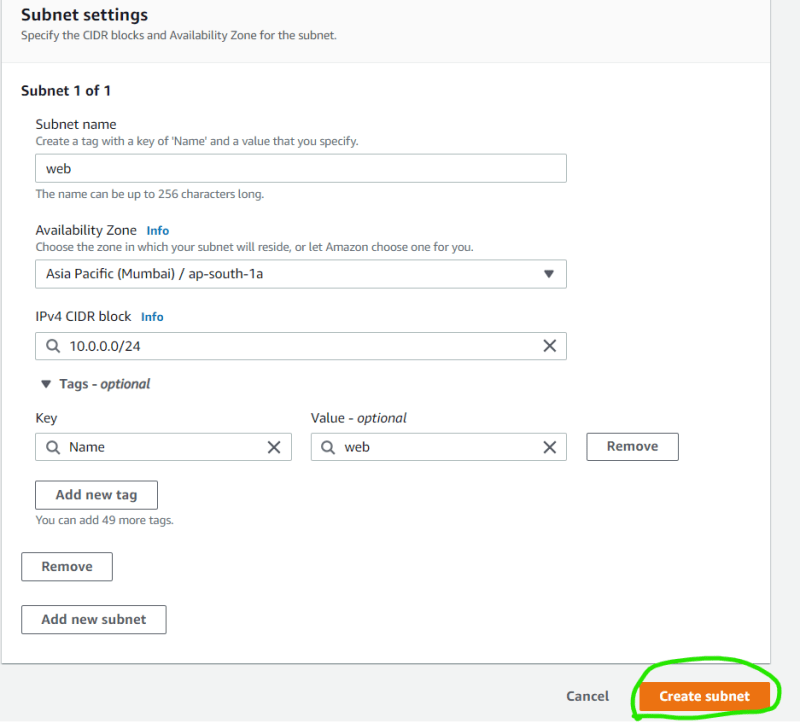 Subnet settings
Specify the CIDR blocks and Availability Zone for the subnet.
Subnet 1 of 1
Subnet name
Create a tag with a key of 'Name' and a value that you specify.
web
The name can be up to 256 characters long.
Availability Zone Info
Choose the zone in which your subnet will reside, or let Amazon choose one for you.
Asia Pacific (Mumbai) / ap-south-1a
IPv4 CIDR block Info
10.0.0.0/24
Tags - optional
Key Value - optional
Name web Remove
Add new tag
You can add 49 more tags.
Remove
Add new subnet
Cancel Create subnet